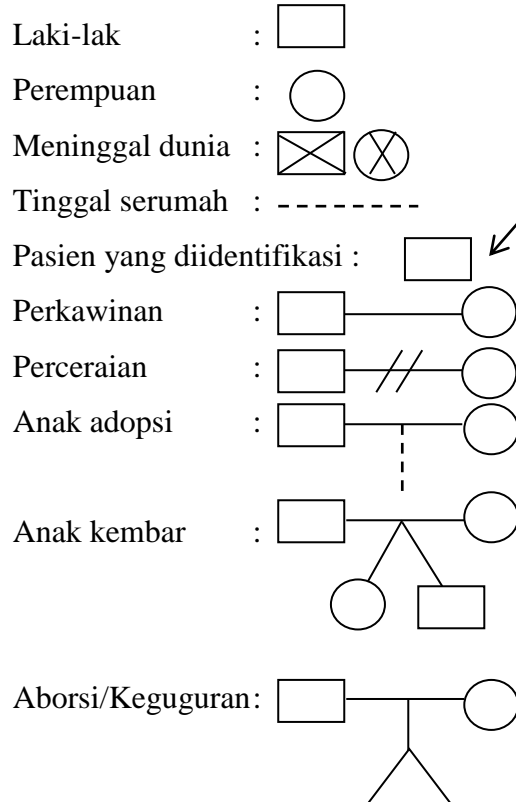 Laki-lak :
Perempuan :
Meninggal dunia :
Tinggal serumah :
Pasien yang diidentifikasi :
Perkawinan :
Perceraian :
Anak adopsi :
Anak kembar :
Aborsi/Keguguran: